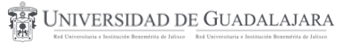 UNIVERSIDAD DE GUADALAJARA
Red Universitaria e Institución Benemérita de Jalisco Red Universitaria e Institución Benemérita de Jalisco